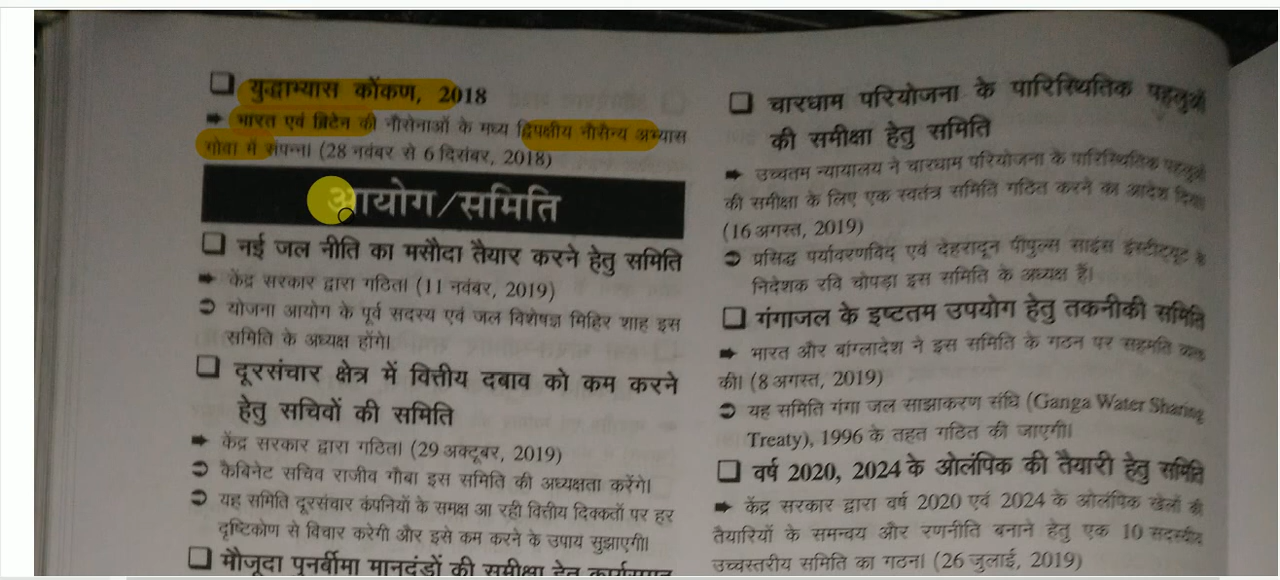 ❑ युद्धाभ्यास कोंकण, 2018
➡ भारत एवं ब्रिटेन की नौसेनाओं के मध्य द्विपक्षीय नौसैन्य अभ्यास
गोवा में संपन्न। (28 नवंबर से 6 दिसंबर, 2018)
आयोग/समिति
❑ नई जल नीति का मसौदा तैयार करने हेतु समिति
➡ केंद्र सरकार द्वारा गठित। (11 नवंबर, 2019)
➲ योजना आयोग के पूर्व सदस्य एवं जल विशेषज्ञ मिहिर शाह इस
समिति के अध्यक्ष होंगे।
❑ दूरसंचार क्षेत्र में वित्तीय दबाव को कम करने
हेतु सचिवों की समिति
➡ केंद्र सरकार द्वारा गठित। (29 अक्टूबर, 2019)
➲ कैबिनेट सचिव राजीव गौबा इस समिति की अध्यक्षता करेंगे।
➲ यह समिति दूरसंचार कंपनियों के समक्ष आ रही वित्तीय दिक्कतों पर हर
दृष्टिकोण से विचार करेगी और इसे कम करने के उपाय सुझाएगी।
❑ मौजूदा पुनर्बीमा मानदंडों की समीक्षा हेतु
❑ चारधाम परियोजना के पारिस्थितिक पहलुओं
की समीक्षा हेतु समिति
➡ उच्चतम न्यायालय ने चारधाम परियोजना के पारिस्थितिक पहलुओं
की समीक्षा के लिए एक स्वतंत्र समिति गठित करने का आदेश दिया।
(16 अगस्त, 2019)
➲ प्रसिद्ध पर्यावरणविद् एवं देहरादून पीपुल्स साइंस इंस्टीट्यूट के
निदेशक रवि चोपड़ा इस समिति के अध्यक्ष हैं।
❑ गंगाजल के इष्टतम उपयोग हेतु तकनीकी समिति
➡ भारत और बांग्लादेश ने इस समिति के गठन पर सहमति व्यक्त
की। (8 अगस्त, 2019)
➲ यह समिति गंगा जल साझाकरण संधि (Ganga Water Sharing
Treaty), 1996 के तहत गठित की जाएगी।
❑ वर्ष 2020, 2024 के ओलंपिक की तैयारी हेतु समिति
➡ केंद्र सरकार द्वारा वर्ष 2020 एवं 2024 के ओलंपिक खेलों की
तैयारियों के समन्वय और रणनीति बनाने हेतु एक 10 सदस्यीय
उच्चस्तरीय समिति का गठन। (26 जुलाई, 2019)